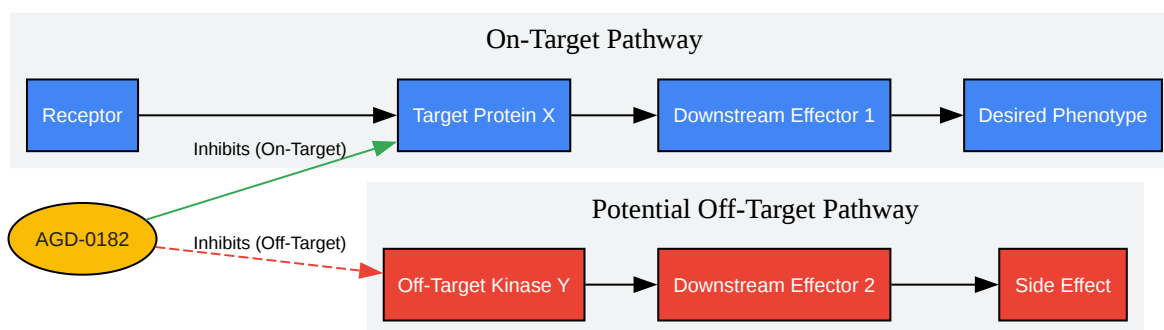 On-Target Pathway
Receptor
Target Protein X
Downstream Effector 1
Desired Phenotype
Inhibits (On-Target)
AGD-0182
Inhibits (Off-Target)
Potential Off-Target Pathway
Off-Target Kinase Y
Downstream Effector 2
Side Effect